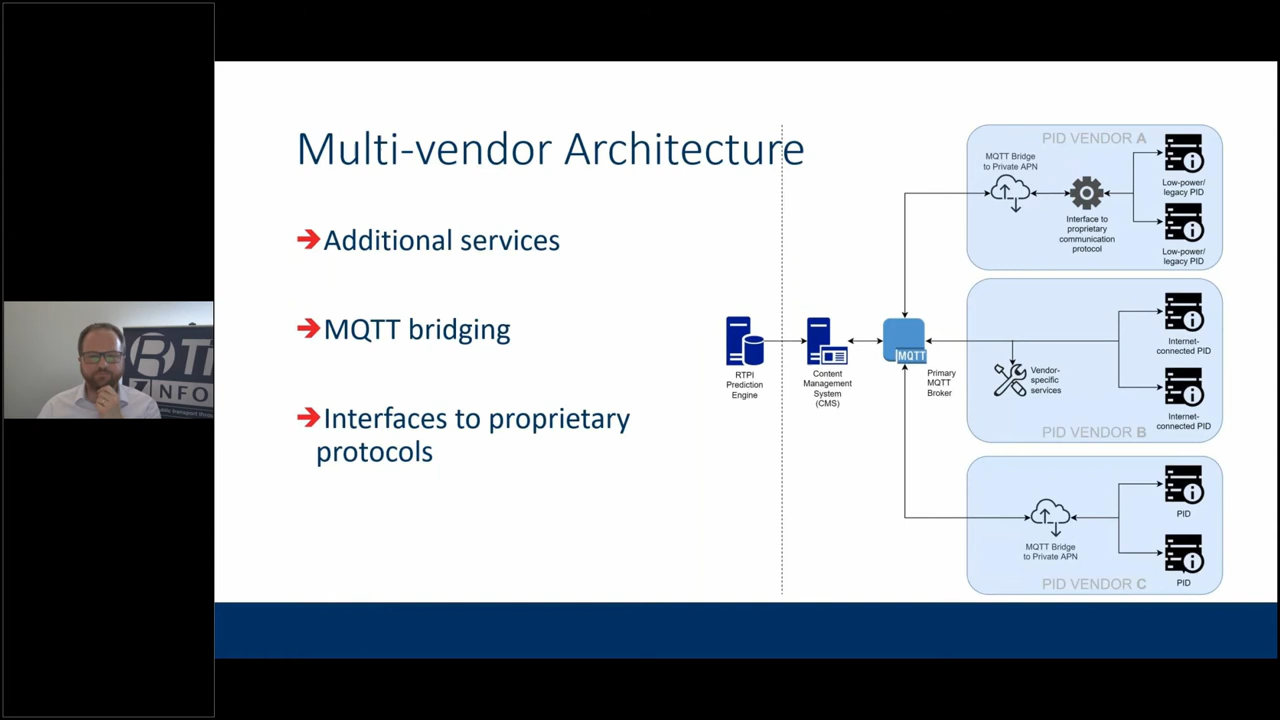 Multi-vendor Architecture
➔Additional services
➔MQTT bridging
➔Interfaces to proprietary
protocols
RTPI
Prediction
Engine
Content
Management
System
(CMS)
MQTT
Primary
MQTT
Broker
PID VENDOR A
MQTT Bridge
to Private APN
Interface to
proprietary
communication
protocol
Low-power/
legacy PID
Low-power/
legacy PID
Vendor-
specific
services
Internet-
connected PID
Internet-
connected PID
PID VENDOR B
MQTT Bridge
to Private APN
PID
PID
PID VENDOR C
INFO